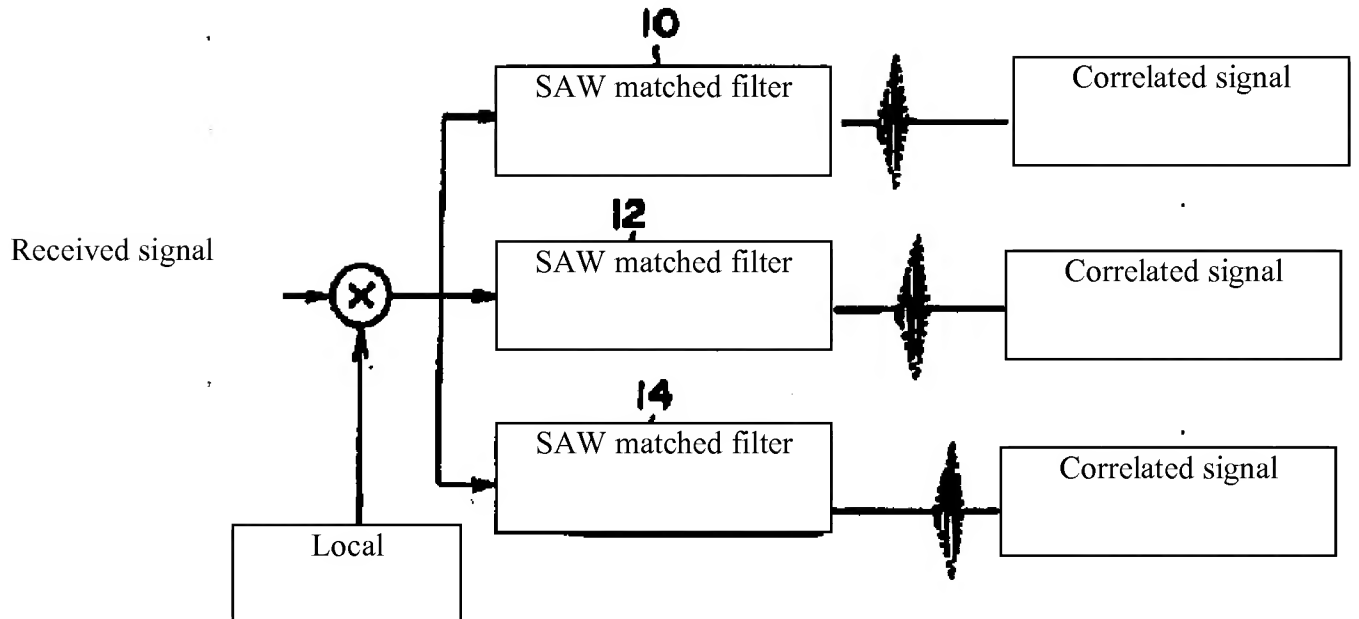 10
SAW matched filter
Correlated signal
12
Received signal
SAW matched filter
Correlated signal
14
SAW matched filter
Correlated signal
Local